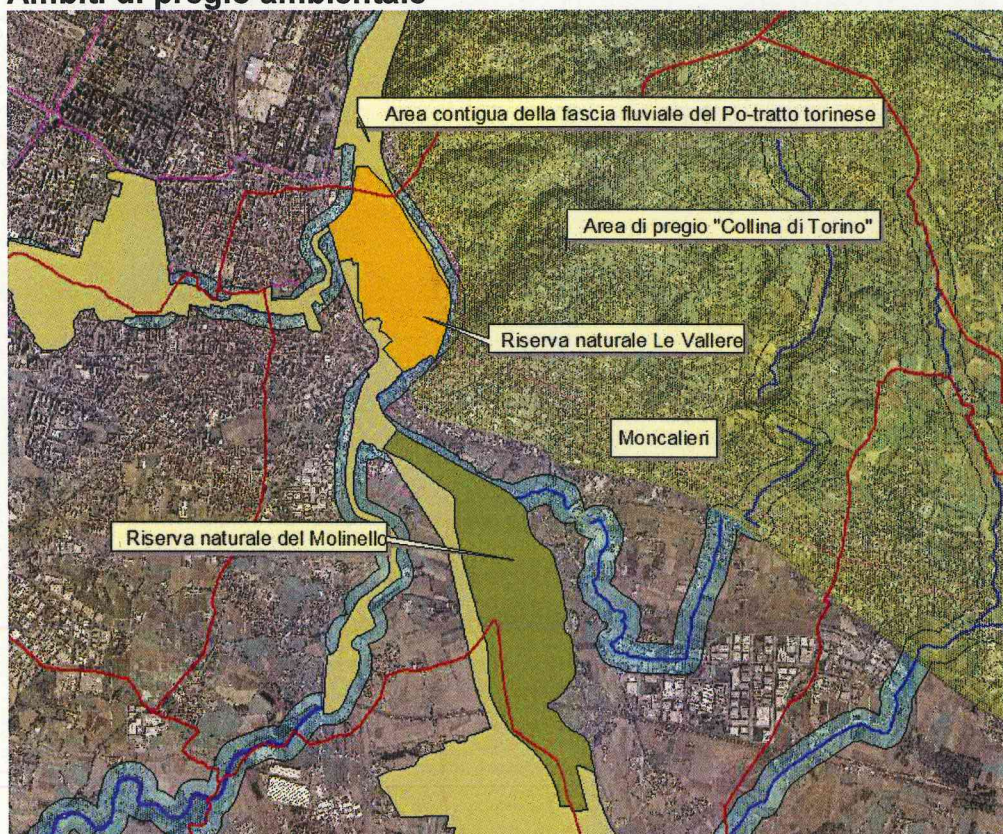 Ambiti di pregio ambientale
Area contigua della fascia fluviale del Po-tratto torinese
Area di pregio "Collina di Torino"
Riserva naturale Le Vallere
Moncalieri
Riserva naturale del Molinello